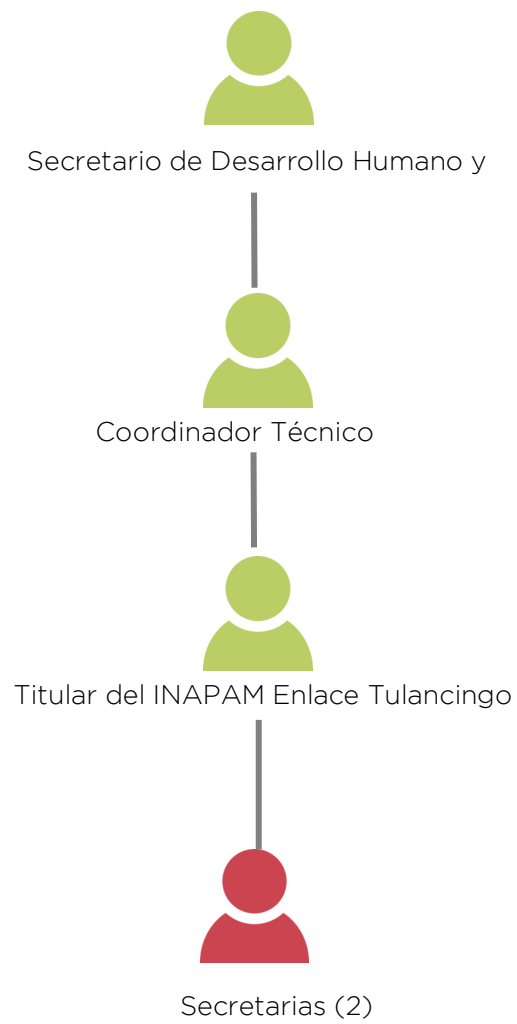 Secretario de Desarrollo Humano y
Coordinador Técnico
Titular del INAPAM Enlace Tulancingo
Secretarias (2)